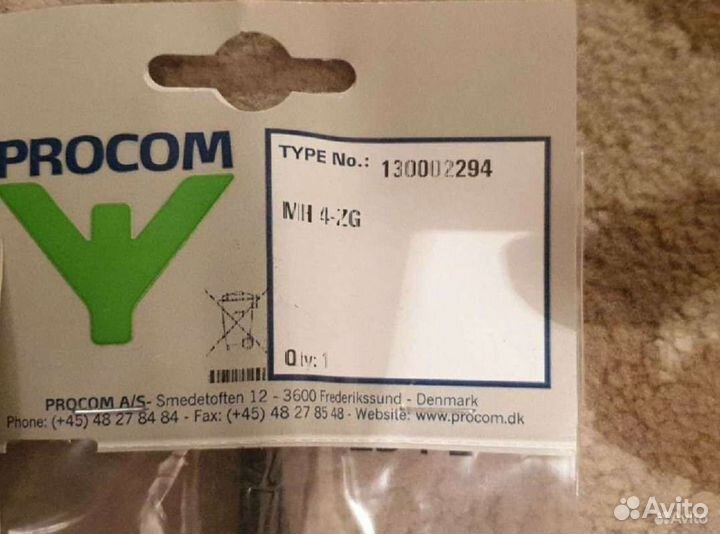 PROCOM
TYPE No.: 130002294
MH 4-ZG
Qty: 1
PROCOM A/S- Smedetoften 12 - 3600 Frederikssund - Denmark
Phone: (+45) 48 27 84 84 - Fax: (+45) 48 27 85 48 - Website: www.procom.dk
Avito
Avito